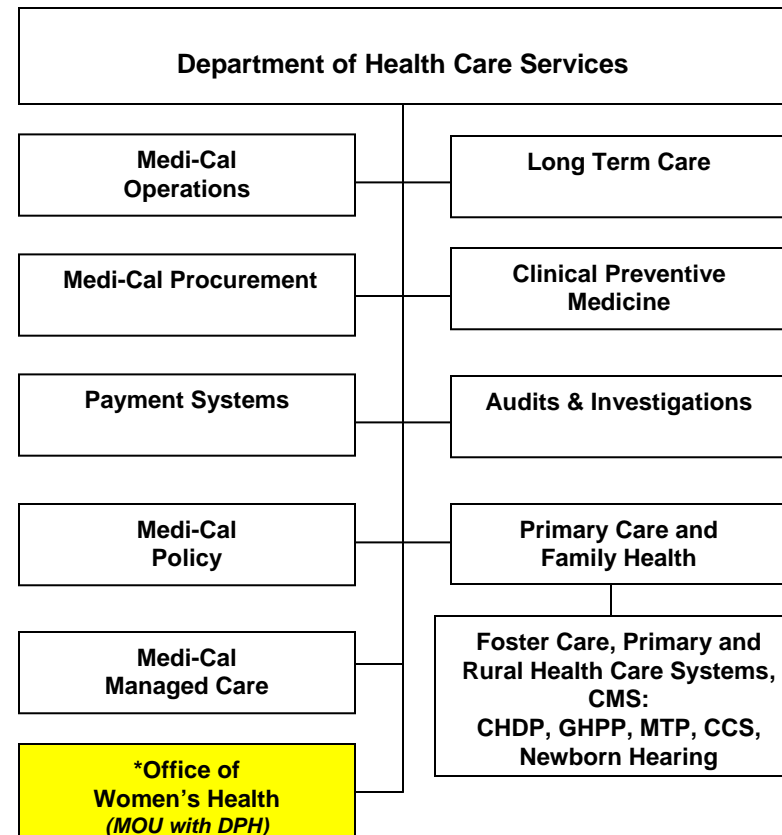 Department of Health Care Services
Medi-Cal
Operations
Long Term Care
Medi-Cal Procurement
Clinical Preventive
Medicine
Payment Systems
Audits & Investigations
Medi-Cal
Policy
Primary Care and
Family Health
Medi-Cal
Managed Care
Foster Care, Primary and
Rural Health Care Systems,
CMS:
CHDP, GHPP, MTP, CCS,
Newborn Hearing
*Office of
Women's Health
(MOU with DPH)